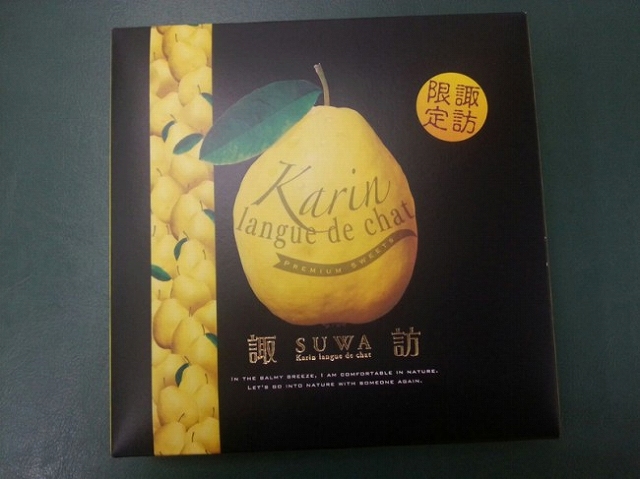 諏訪
限定
Karin
langue de chat
PREMIUM SWEETS
諏 SUWA 訪
Karin langue de chat
IN THE BALMY BREEZE, I AM COMFORTABLE IN NATURE.
LET'S GO INTO NATURE WITH SOMEONE AGAIN.